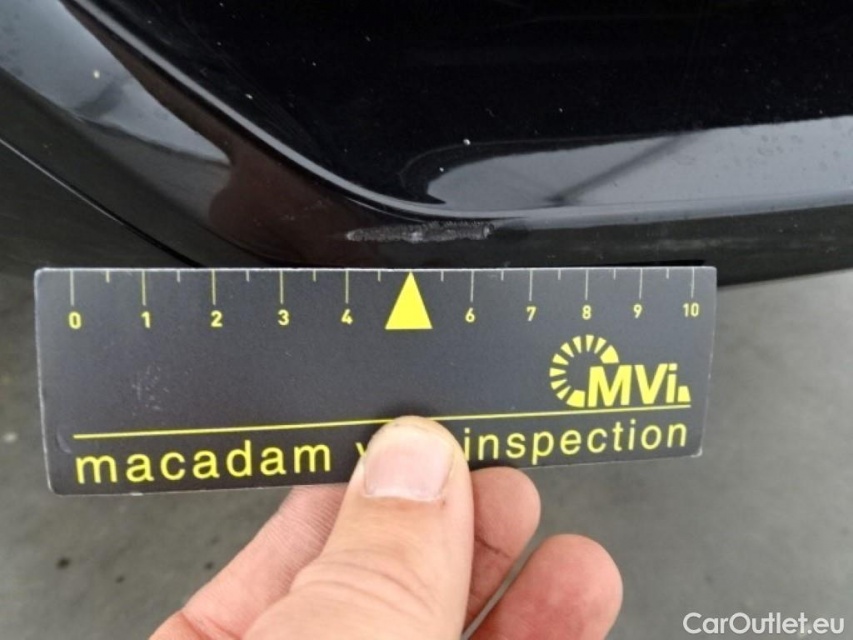 0 1 2 3 4 6 7 8 9 10
MVi
macadam inspection
CarOutlet.eu